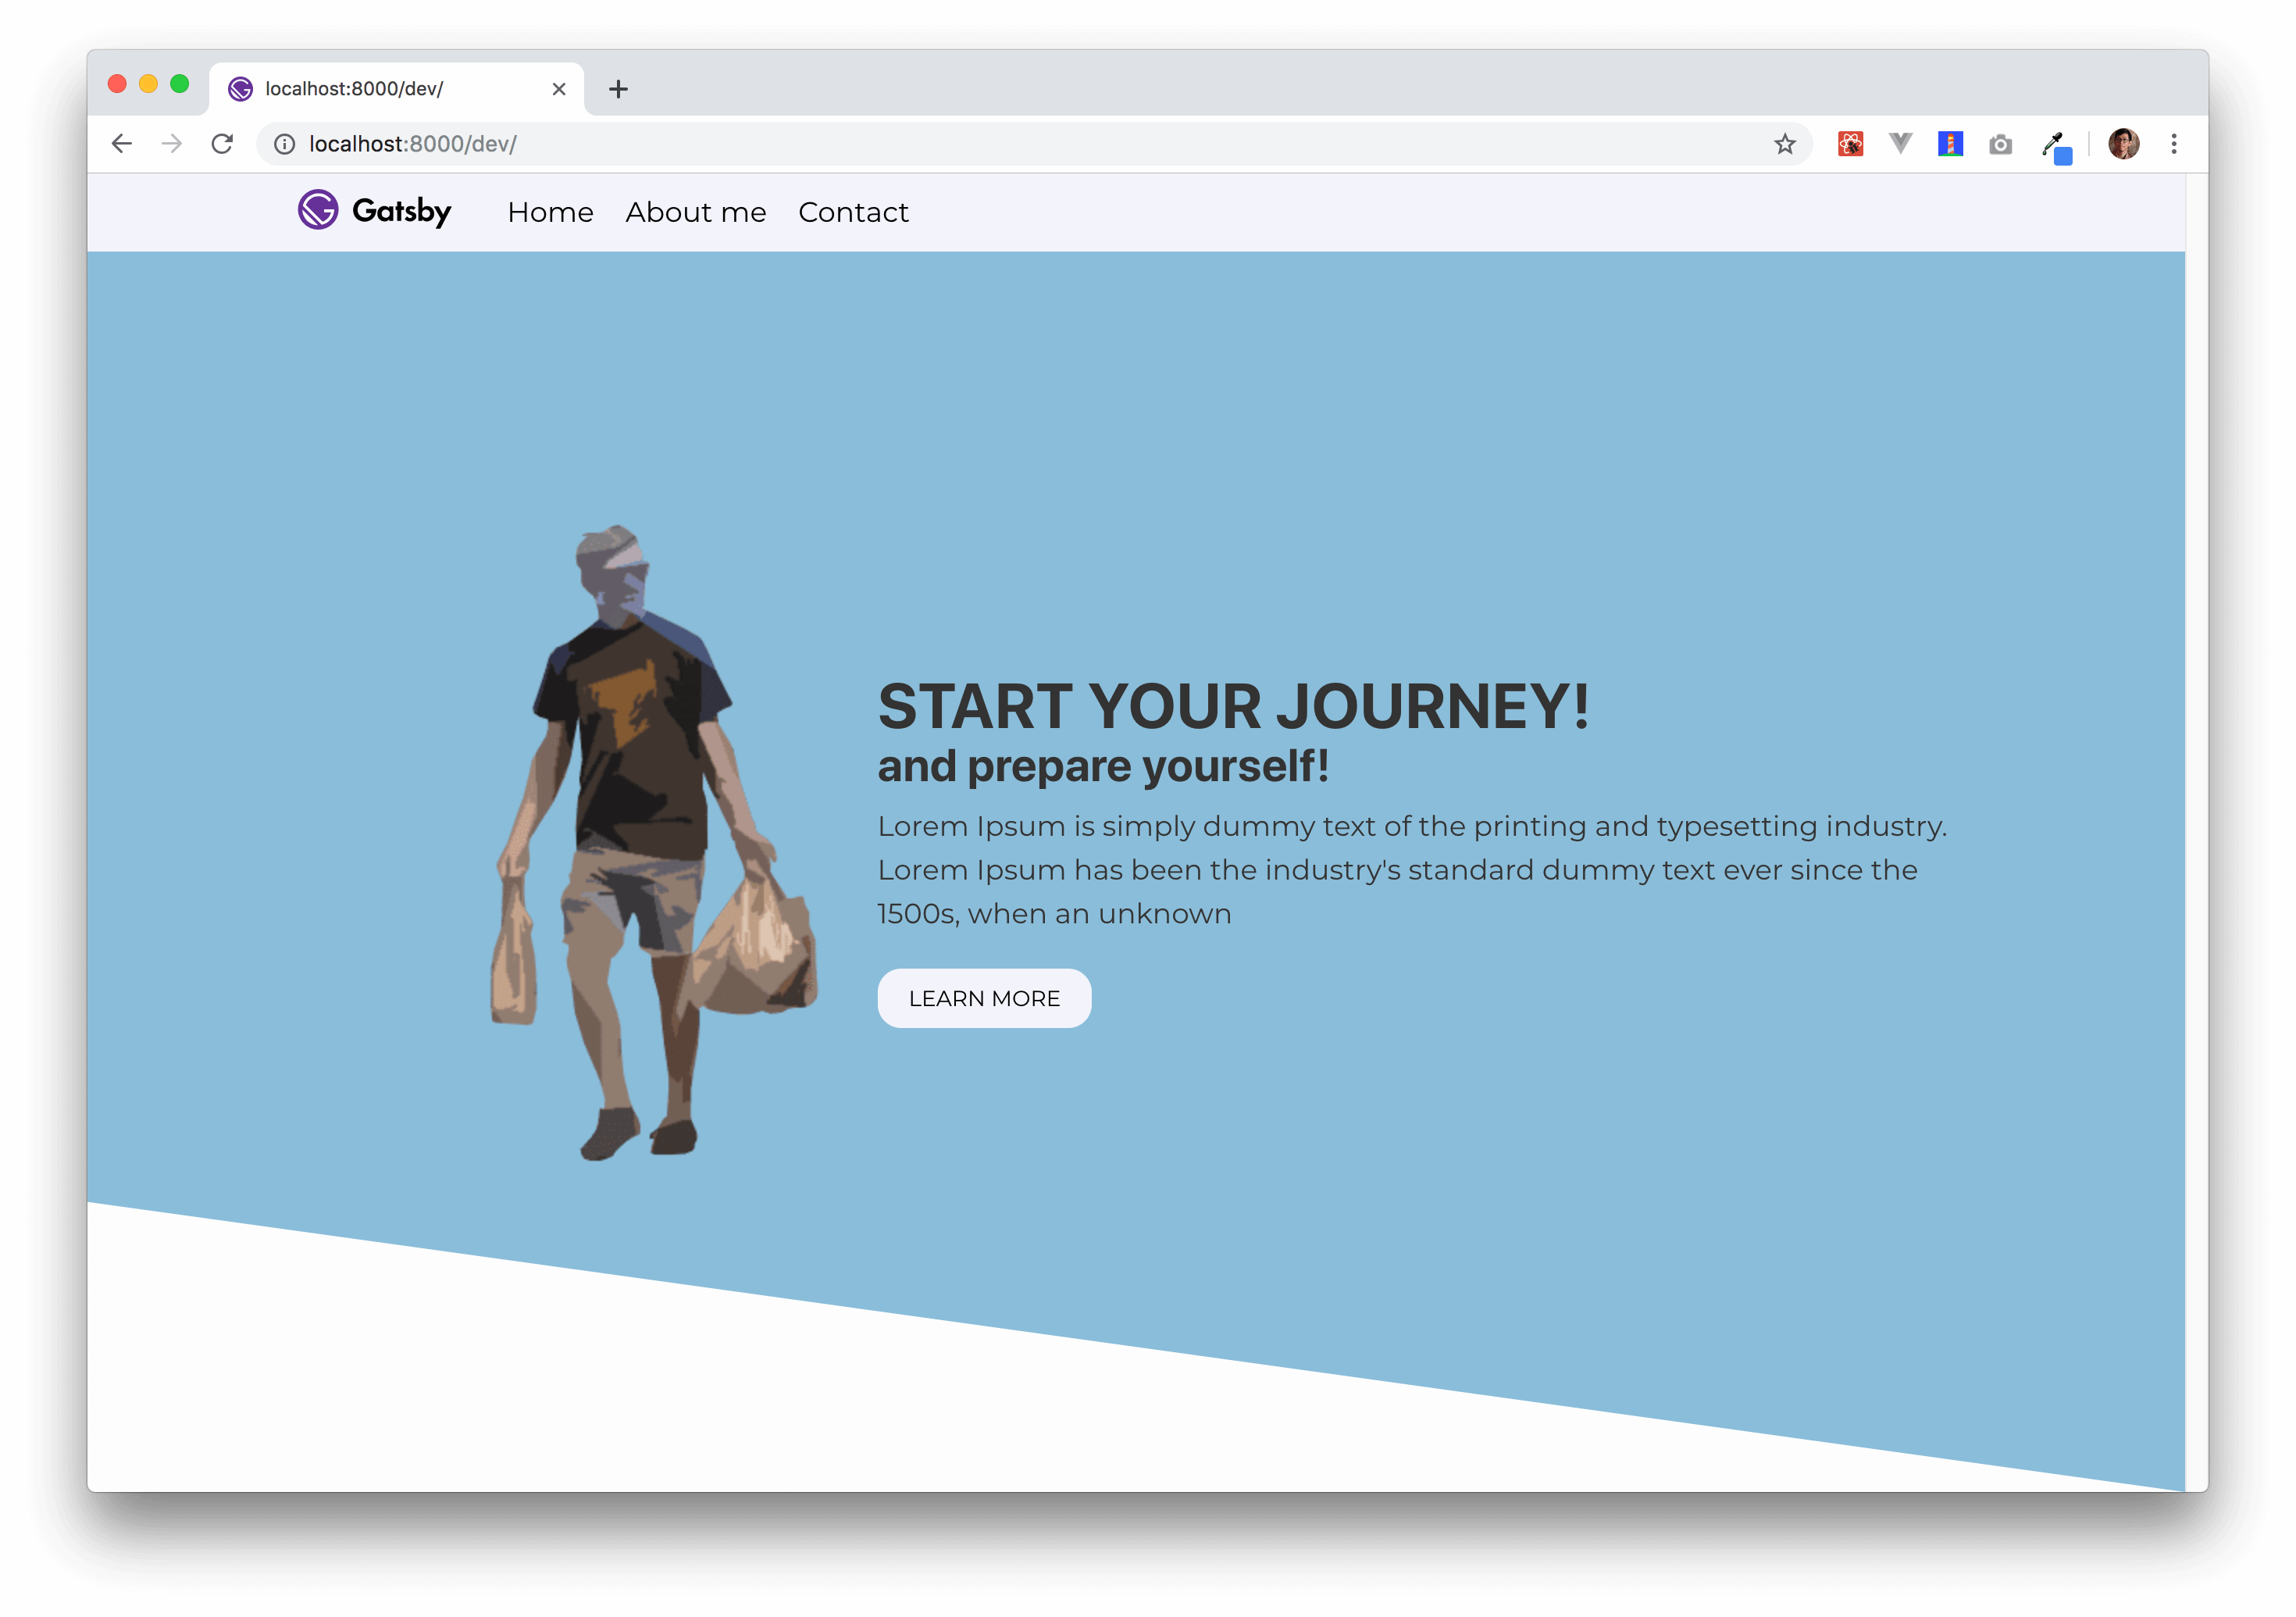 localhost:8000/dev/
localhost:8000/dev/
Gatsby Home About me Contact
START YOUR JOURNEY!
and prepare yourself!
Lorem Ipsum is simply dummy text of the printing and typesetting industry.
Lorem Ipsum has been the industry's standard dummy text ever since the
1500s, when an unknown
LEARN MORE